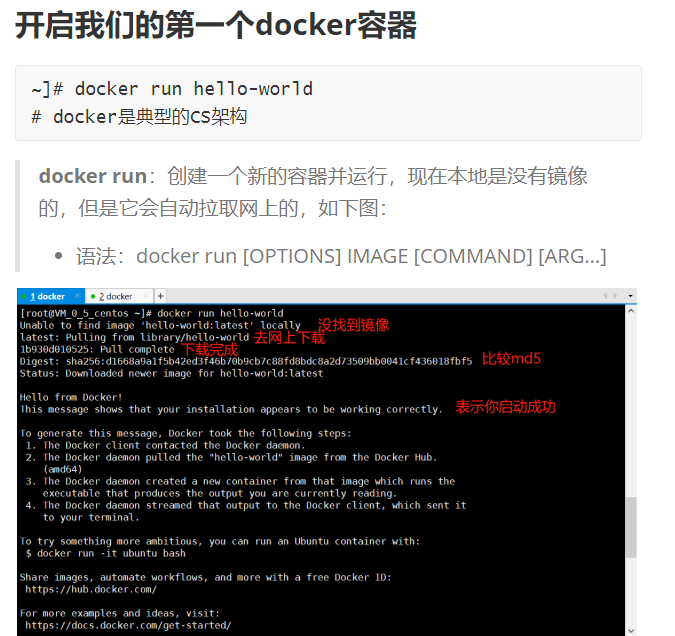 开启我们的第一个docker容器
~]# docker run hello-world
# docker是典型的CS架构
docker run：创建一个新的容器并运行，现在本地是没有镜像
的，但是它会自动拉取网上的，如下图：
• 语法：docker run [OPTIONS] IMAGE [COMMAND] [ARG...]
1 docker × 2 docker × +
[root@VM_0_5_centos ~]# docker run hello-world
Unable to find image 'hello-world:latest' locally 没找到镜像
latest: Pulling from library/hello-world 去网上下载
1b930d010525: Pull complete 下载完成
Digest: sha256:d1668a9a1f5b42ed3f46b70b9cb7c88fd8bdc8a2d73509bb0041cf436018fbf5 比较md5
Status: Downloaded newer image for hello-world:latest
Hello from Docker!
This message shows that your installation appears to be working correctly. 表示你启动成功
To generate this message, Docker took the following steps:
1. The Docker client contacted the Docker daemon.
2. The Docker daemon pulled the "hello-world" image from the Docker Hub.
(amd64)
3. The Docker daemon created a new container from that image which runs the
executable that produces the output you are currently reading.
4. The Docker daemon streamed that output to the Docker client, which sent it
to your terminal.
To try something more ambitious, you can run an Ubuntu container with:
$ docker run -it ubuntu bash
Share images, automate workflows, and more with a free Docker ID:
https://hub.docker.com/
For more examples and ideas, visit:
https://docs.docker.com/get-started/